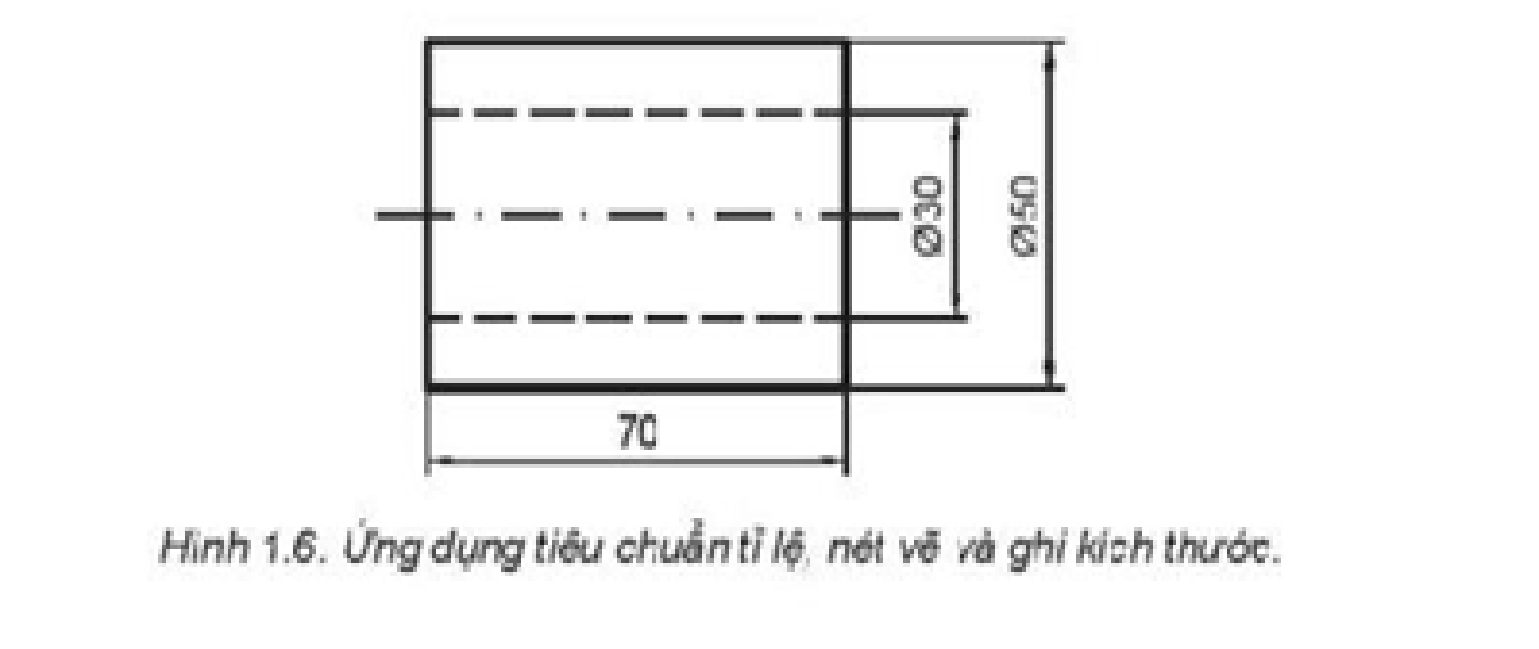 Ø30
Ø50
70
Hình 1.6. Ứng dụng tiêu chuẩn tỉ lệ, nét vẽ và ghi kích thước.